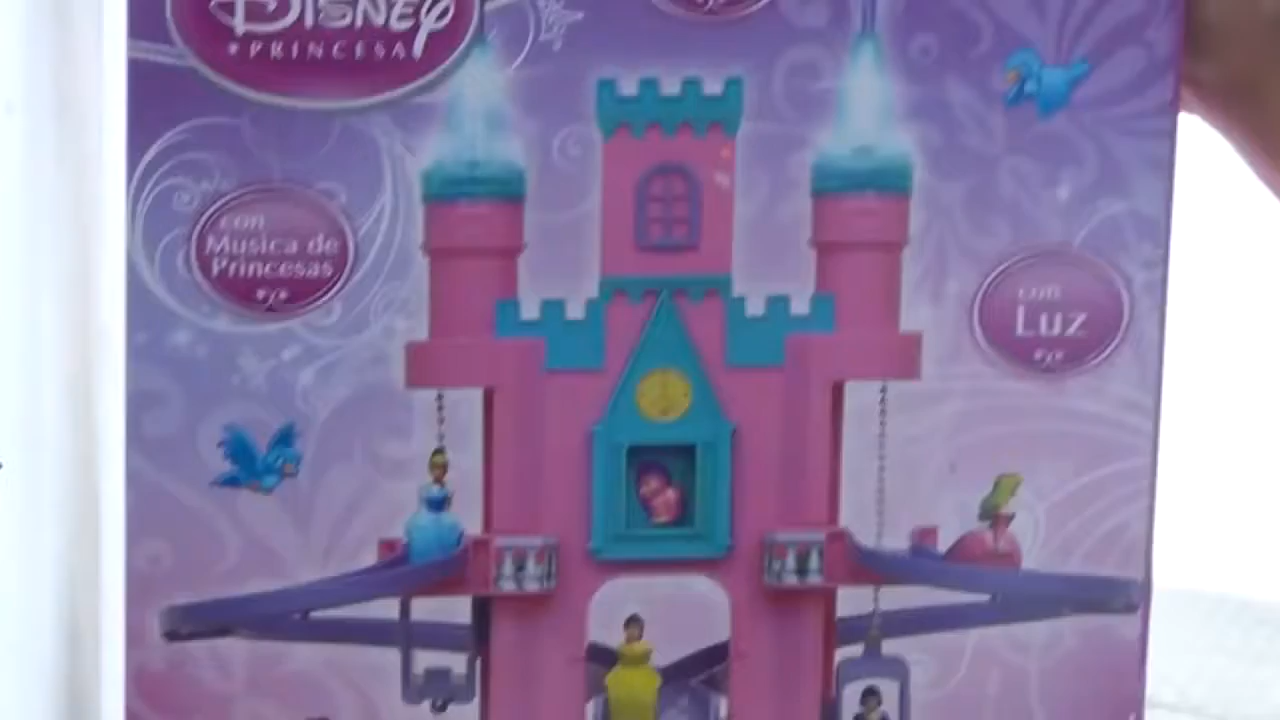 Disney
PRINCESA
con
Musica de
Princesas
con
Luz